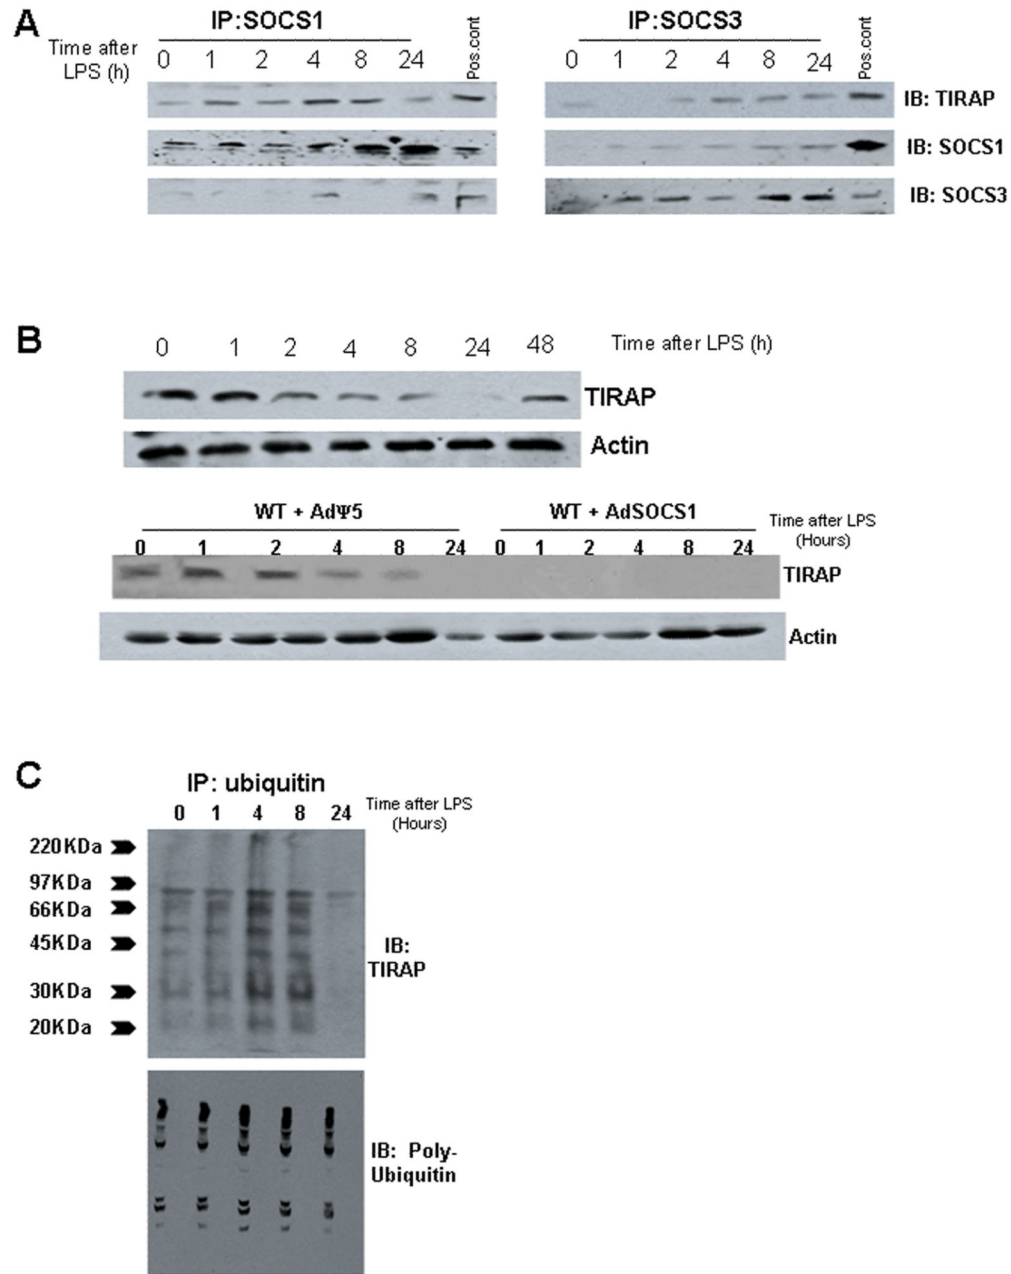 A
IP:SOCS1
IP:SOCS3
Time after
LPS (h)
0 1 2 4 8 24 Pos.cont
0 1 2 4 8 24 Pos.cont
IB: TIRAP
IB: SOCS1
IB: SOCS3
B
0 1 2 4 8 24 48 Time after LPS (h)
TIRAP
Actin
WT + AdΨ5
WT + AdSOCS1
Time after LPS
(Hours)
0 1 2 4 8 24 0 1 2 4 8 24
TIRAP
Actin
C
IP: ubiquitin
0 1 4 8 24
Time after LPS
(Hours)
220KDa
97KDa
66KDa
45KDa
30KDa
20KDa
IB:
TIRAP
IB: Poly-
Ubiquitin